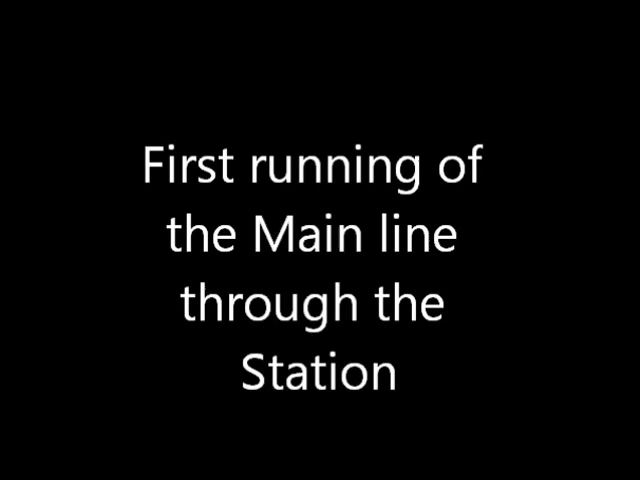 First running of
the Main line
through the
Station